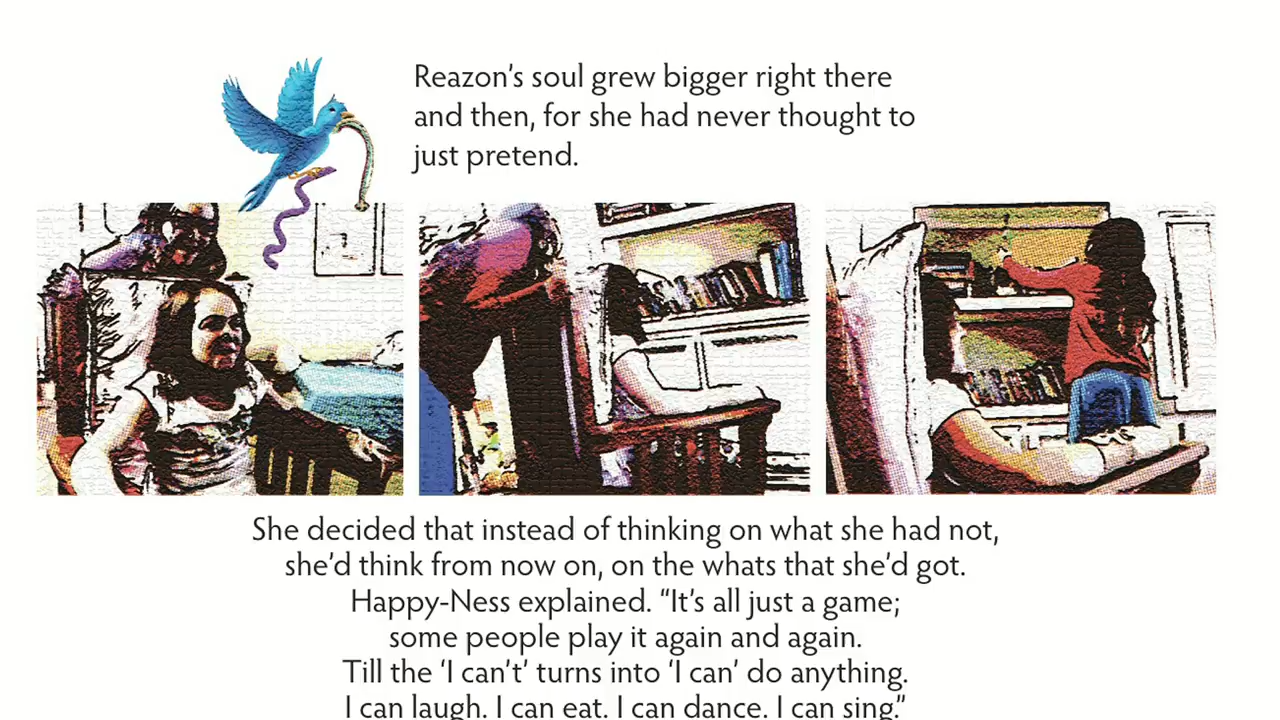 Reazon’s soul grew bigger right there
and then, for she had never thought to
just pretend.
She decided that instead of thinking on what she had not,
she’d think from now on, on the whats that she’d got.
Happy-Ness explained. “It’s all just a game;
some people play it again and again.
Till the ‘I can’t’ turns into ‘I can’ do anything.
I can laugh. I can eat. I can dance. I can sing.”